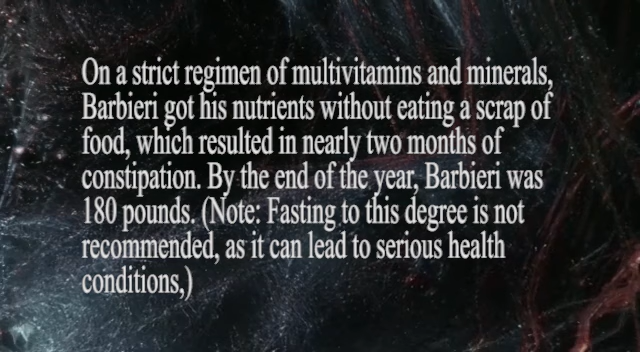 On a strict regimen of multivitamins and minerals,
Barbieri got his nutrients without eating a scrap of
food, which resulted in nearly two months of
constipation. By the end of the year, Barbieri was
180 pounds. (Note: Fasting to this degree is not
recommended, as it can lead to serious health
conditions,)